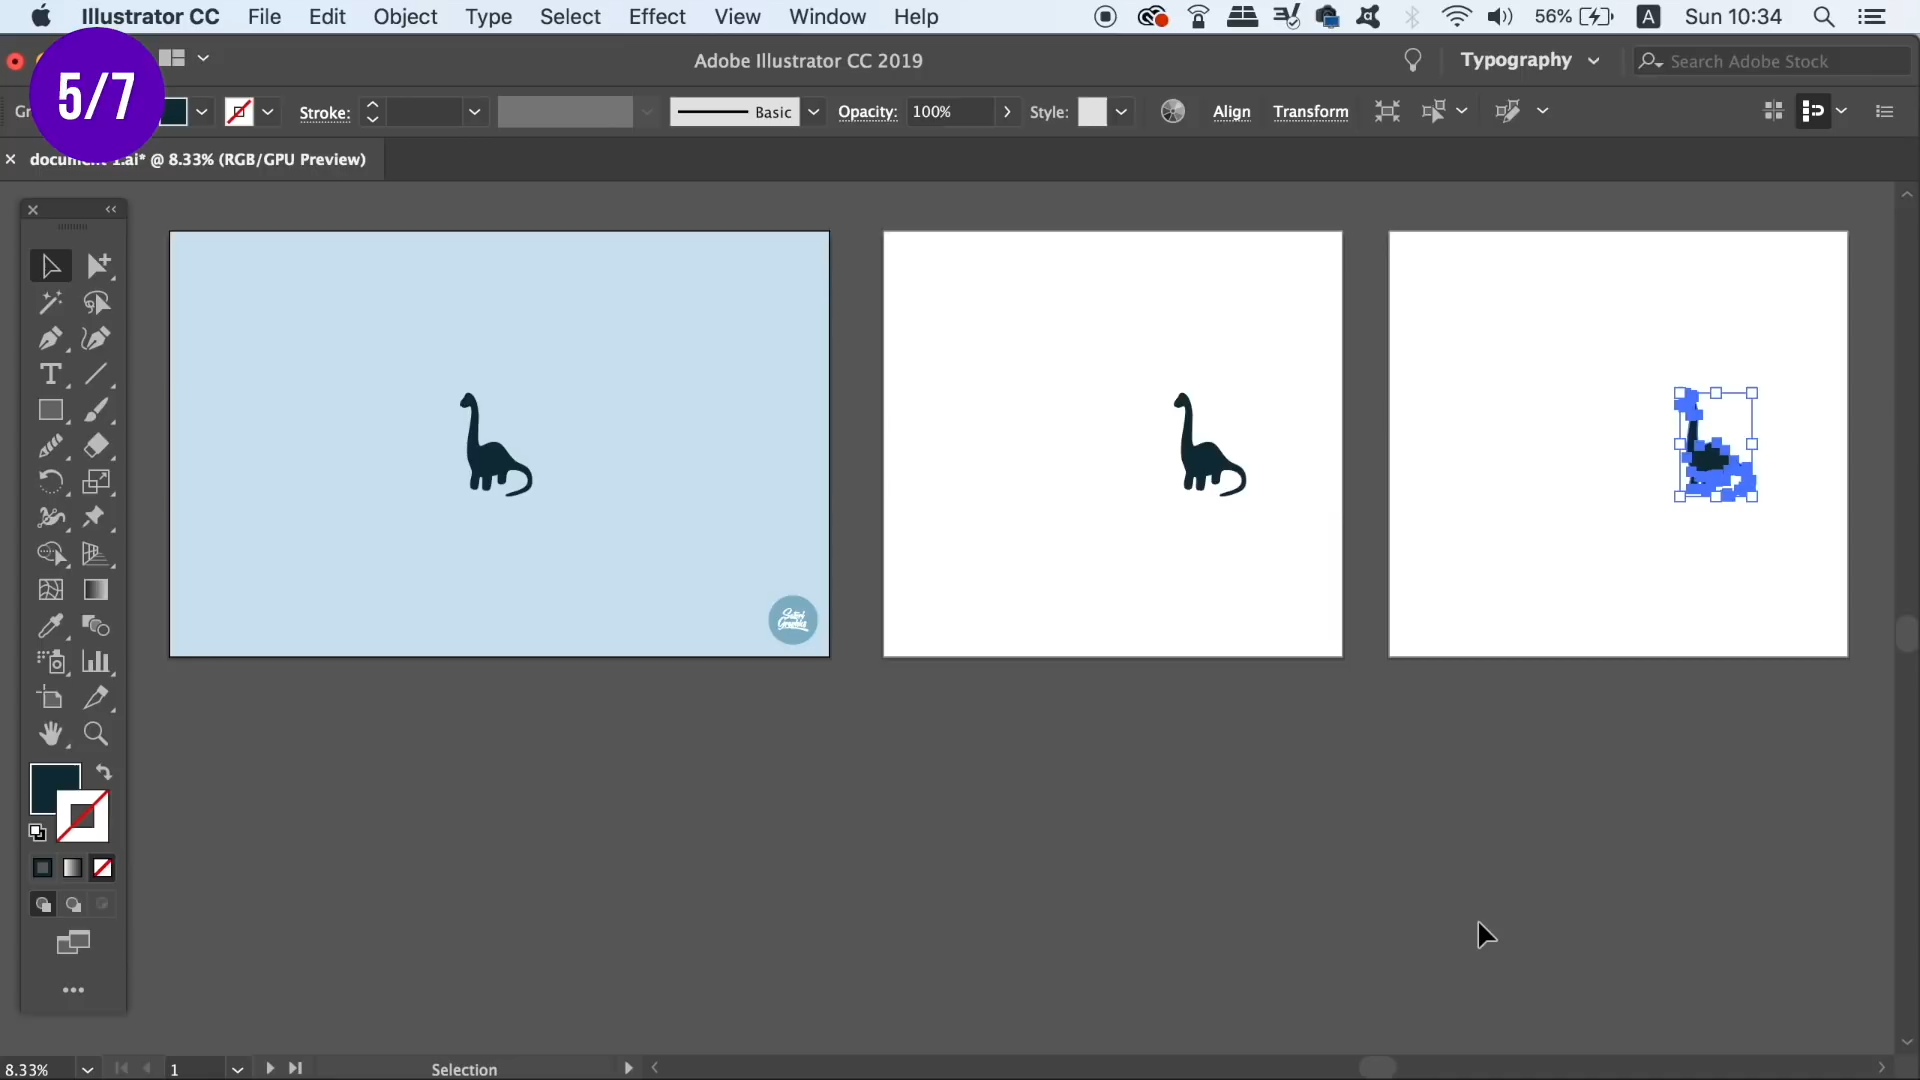 Illustrator CC File Edit Object Type Select Effect View Window Help 56% A Sun 10:34
5/7
Adobe Illustrator CC 2019
Typography
Search Adobe Stock
Stroke: Basic Opacity: 100% Style: Align Transform
@ 8.33% (RGB/GPU Preview)
Satori
Graphics
8.33% 1 Selection